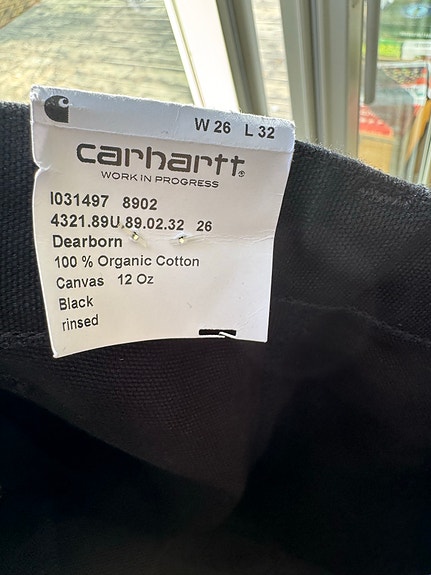 W 26 L 32
carhartt®
WORK IN PROGRESS
I031497 8902
4321.89U.89.02.32 26
Dearborn
100 % Organic Cotton
Canvas 12 Oz
Black
rinsed